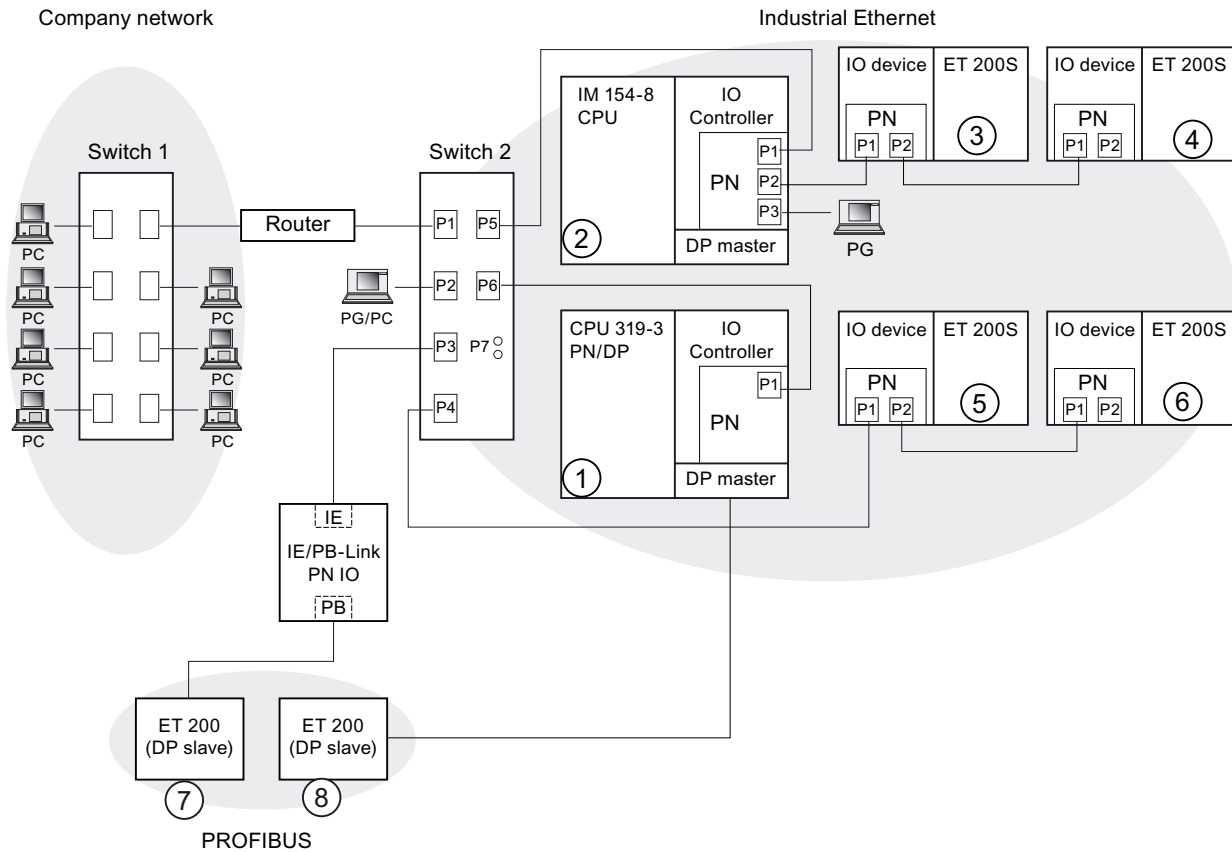 Company network
Industrial Ethernet
Switch 1
PC
PC
PC
PC
PC
PC
PC
Router
Switch 2
P1
P5
P2
P6
P3
P7
P4
PG/PC
IM 154-8
CPU
IO
Controller
PN
P1
P2
P3
DP master
2
PG
IO device
ET 200S
PN
P1
P2
3
IO device
ET 200S
PN
P1
P2
4
CPU 319-3
PN/DP
IO
Controller
P1
PN
DP master
1
IO device
ET 200S
PN
P1
P2
5
IO device
ET 200S
PN
P1
P2
6
IE
IE/PB-Link
PN IO
PB
ET 200
(DP slave)
7
ET 200
(DP slave)
8
PROFIBUS